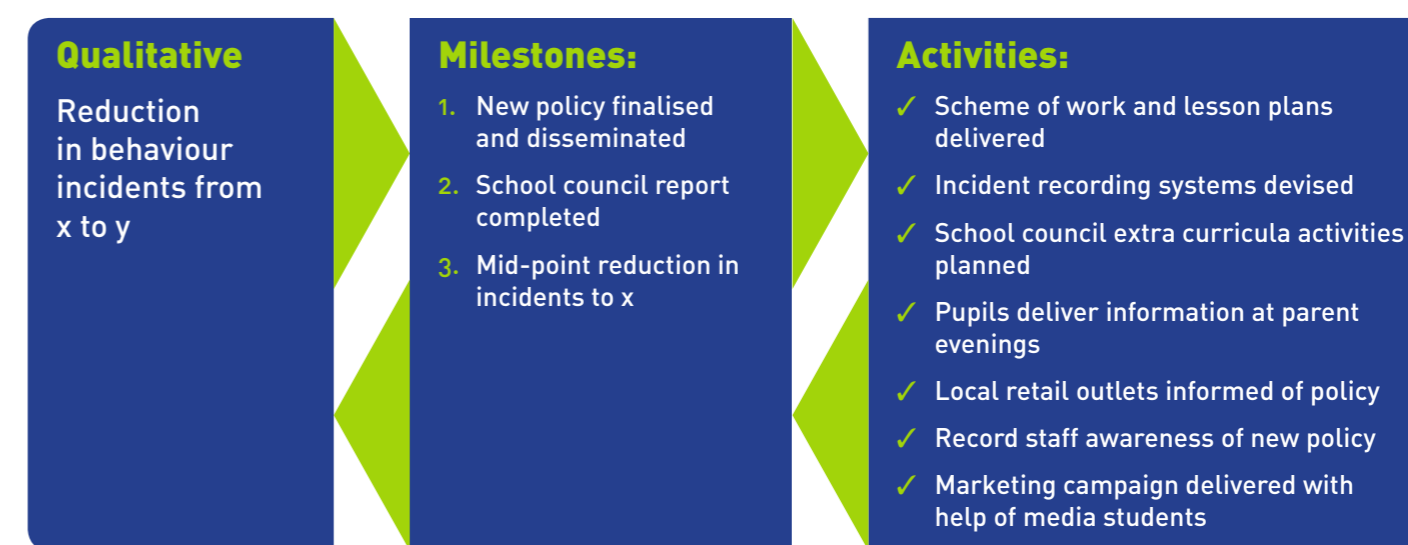 Qualitative
Reduction
in behaviour
incidents from
x to y
Milestones:
1. New policy finalised
and disseminated
2. School council report
completed
3. Mid-point reduction in
incidents to x
Activities:
✓ Scheme of work and lesson plans
delivered
✓ Incident recording systems devised
✓ School council extra curricula activities
planned
✓ Pupils deliver information at parent
evenings
✓ Local retail outlets informed of policy
✓ Record staff awareness of new policy
✓ Marketing campaign delivered with
help of media students